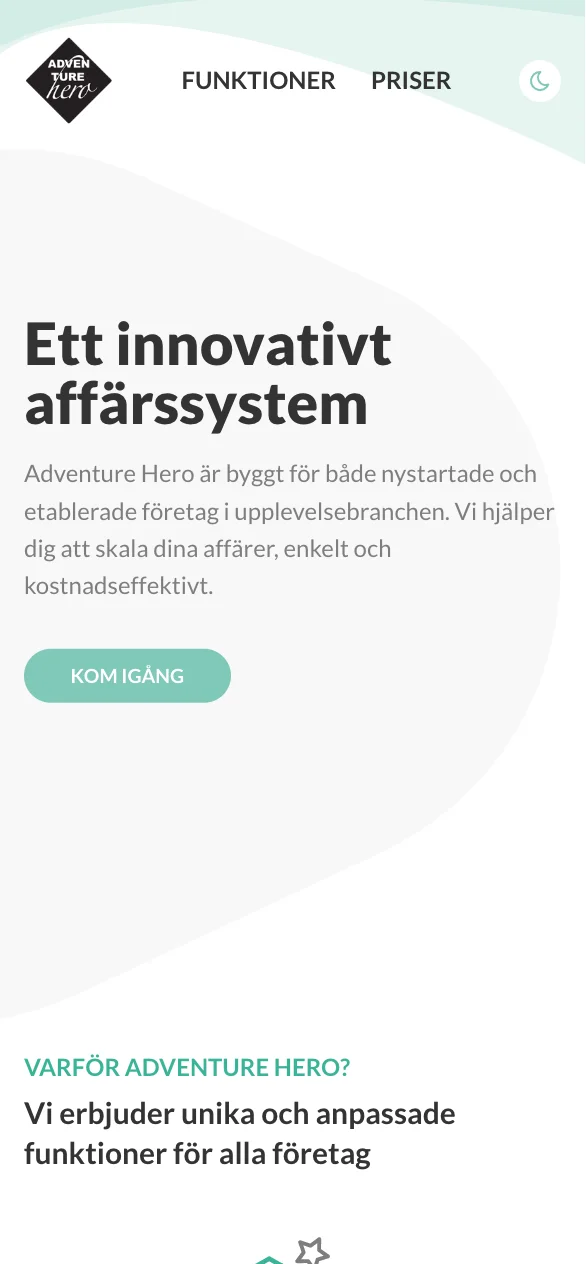 ADVEN
TURE
hero
FUNKTIONER PRISER
Ett innovativt
affärssystem
Adventure Hero är byggt för både nystartade och
etablerade företag i upplevelsebranchen. Vi hjälper
dig att skala dina affärer, enkelt och
kostnadseffektivt.
KOM IGÅNG
VARFÖR ADVENTURE HERO?
Vi erbjuder unika och anpassade
funktioner för alla företag